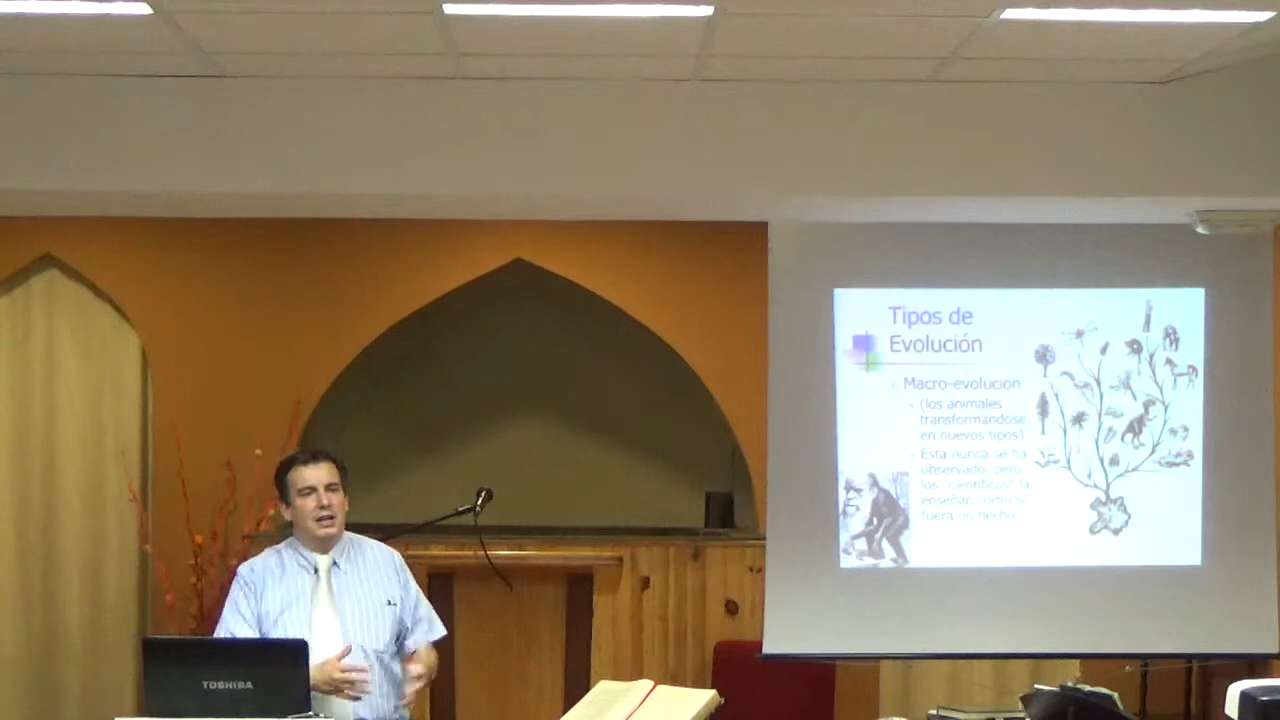 Tipos de
Evolución
Macro-evolución
(los animales
transformandose
en nuevos tipos)
Esta nunca se ha
observado, pero
los "científicos" la
enseñan como si
fuera un hecho.
TOSHIBA